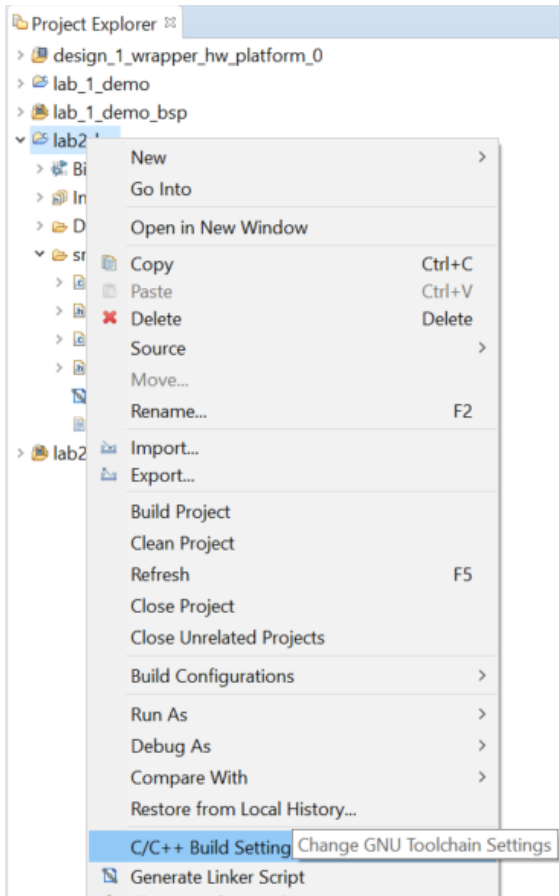 Project Explorer
design_1_wrapper_hw_platform_0
lab_1_demo
lab_1_demo_bsp
lab2
Bi
In
D
sr
lab2
New
Go Into
Open in New Window
Copy Ctrl+C
Paste Ctrl+V
Delete Delete
Source
Move...
Rename... F2
Import...
Export...
Build Project
Clean Project
Refresh F5
Close Project
Close Unrelated Projects
Build Configurations
Run As
Debug As
Compare With
Restore from Local History...
C/C++ Build Setting Change GNU Toolchain Settings
Generate Linker Script